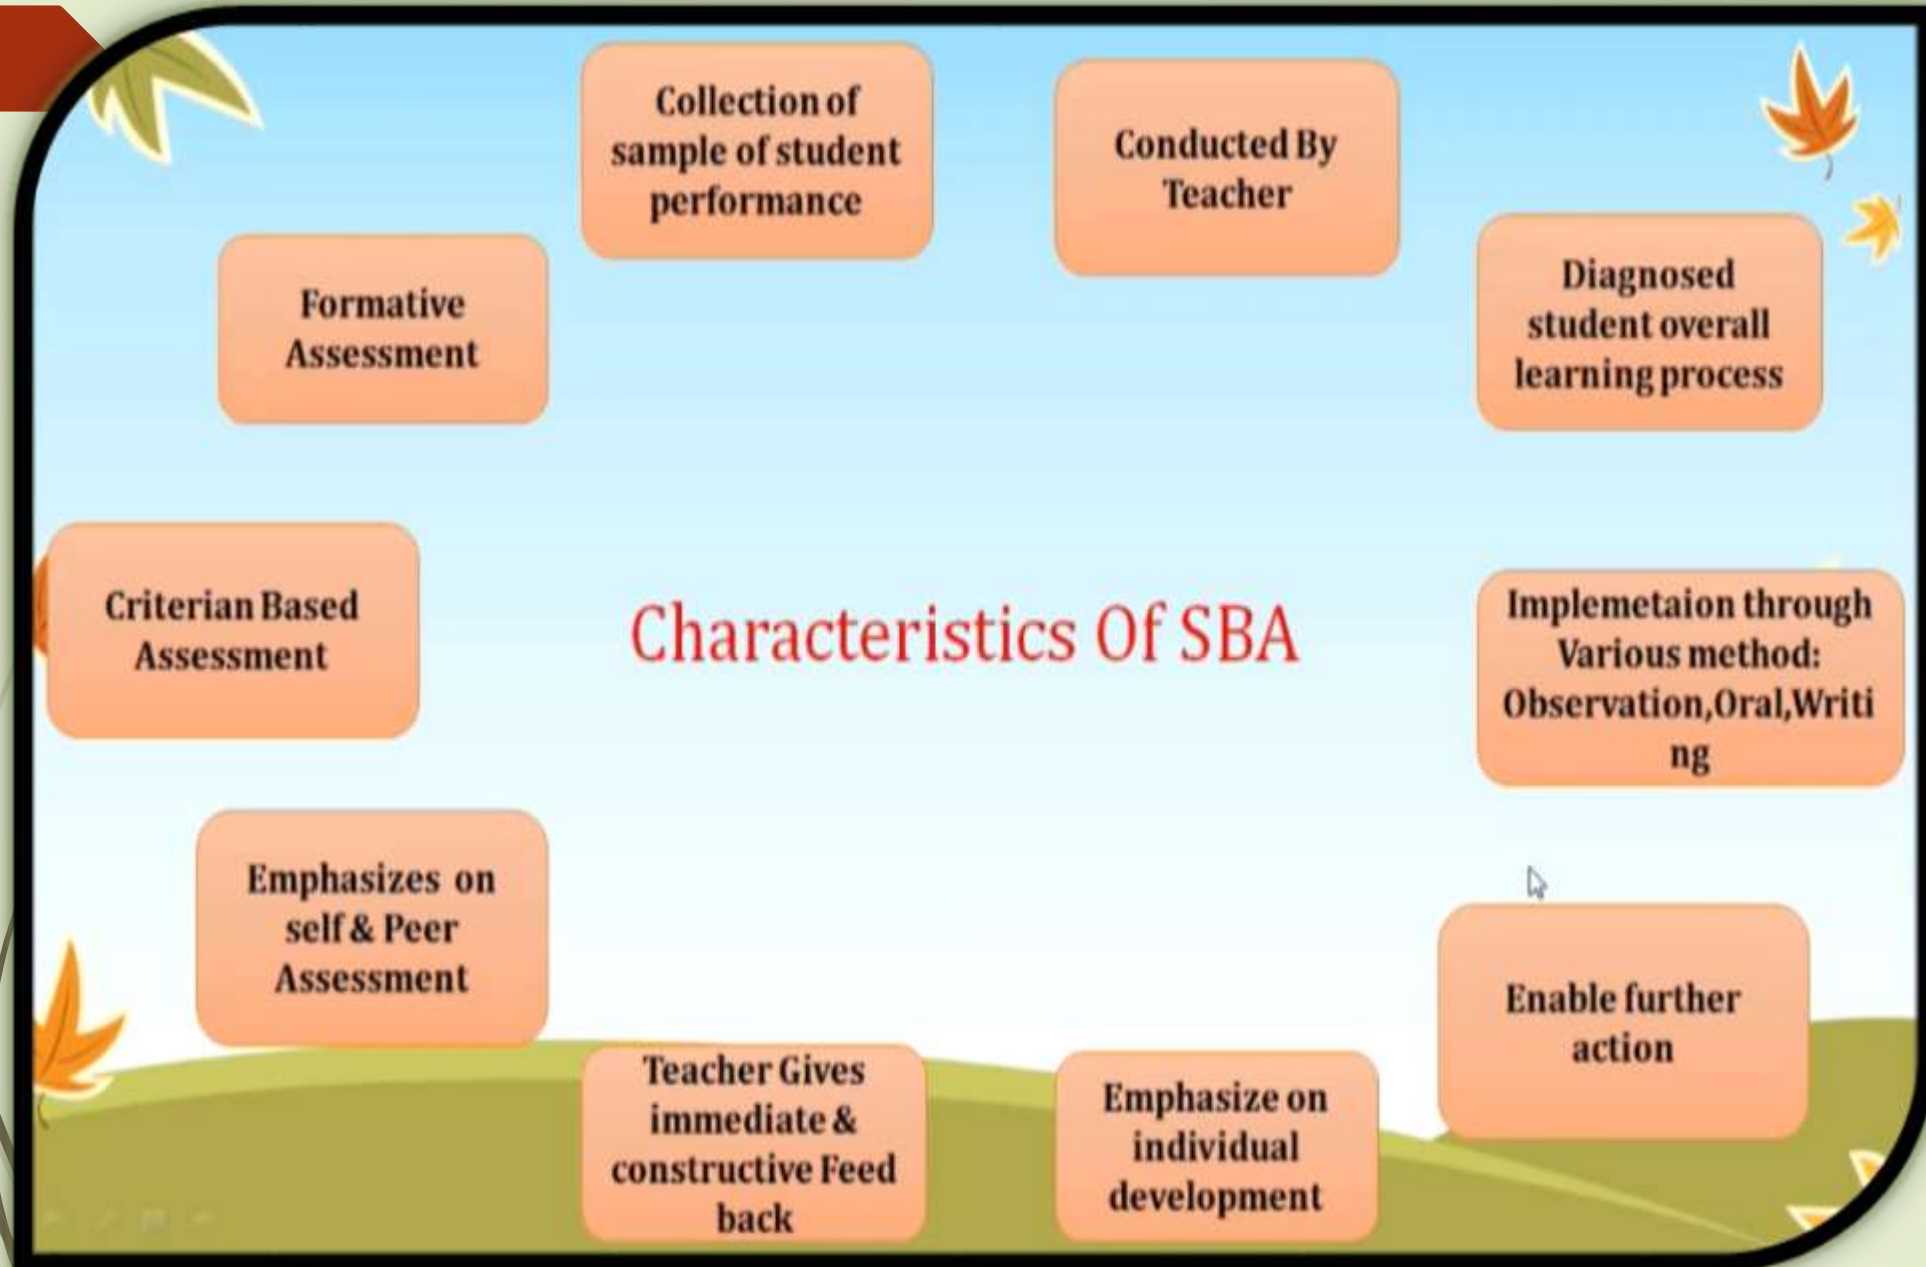 Collection of
sample of student
performance
Conducted By
Teacher
Diagnosed
student overall
learning process
Formative
Assessment
Criterian Based
Assessment
Characteristics Of SBA
Implemetaion through
Various method:
Observation,Oral,Writi
ng
Emphasizes on
self & Peer
Assessment
Enable further
action
Teacher Gives
immediate &
constructive Feed
back
Emphasize on
individual
development